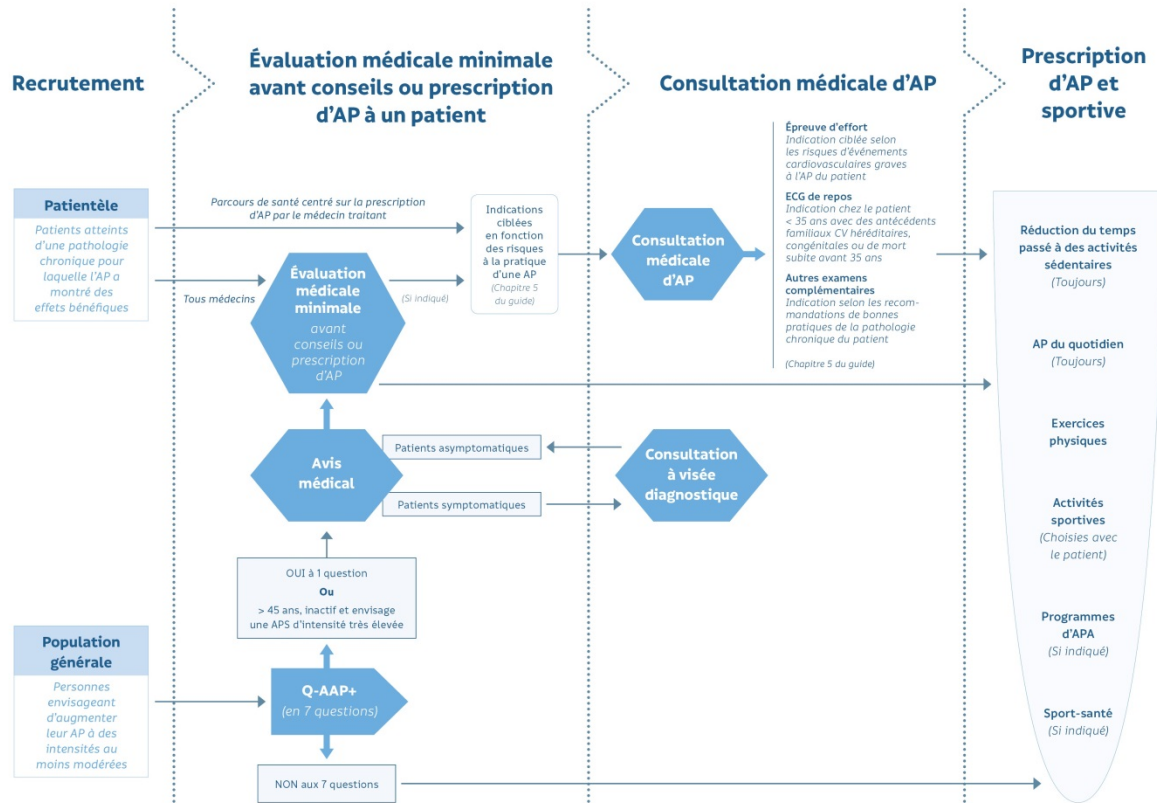 Recrutement
Évaluation médicale minimale
avant conseils ou prescription
d'AP à un patient
Consultation médicale d'AP
Prescription
d'AP et
sportive
Patientèle
Patients atteints
d'une pathologie
chronique pour
laquelle l'AP a
montré des
effets bénéfiques
Parcours de santé centré sur la prescription
d'AP par le médecin traitant
Tous médecins
Évaluation
médicale
minimale
avant
conseils ou
prescription
d'AP
(Si indiqué)
Indications
ciblées
en fonction
des risques
à la pratique
d'une AP
(Chapitre 5
du guide)
Consultation
médicale
d'AP
Épreuve d'effort
Indication ciblée selon
les risques d'événements
cardiovasculaires graves
à l'AP du patient
ECG de repos
Indication chez le patient
< 35 ans avec des antécédents
familiaux CV héréditaires,
congénitales ou de mort
subite avant 35 ans
Autres examens
complémentaires
Indication selon les recom-
mandations de bonnes
pratiques de la pathologie
chronique du patient
(Chapitre 5 du guide)
Avis
médical
Patients asymptomatiques
Patients symptomatiques
Consultation
à visée
diagnostique
OUI à 1 question
Ou
> 45 ans, inactif et envisage
une APS d'intensité très élevée
Population
générale
Personnes
envisageant
d'augmenter
leur AP à des
intensités au
moins modérées
Q-AAP+
(en 7 questions)
NON aux 7 questions
Réduction du temps
passé à des activités
sédentaires
(Toujours)
AP du quotidien
(Toujours)
Exercices
physiques
Activités
sportives
(Choisies avec
le patient)
Programmes
d'APA
(Si indiqué)
Sport-santé
(Si indiqué)